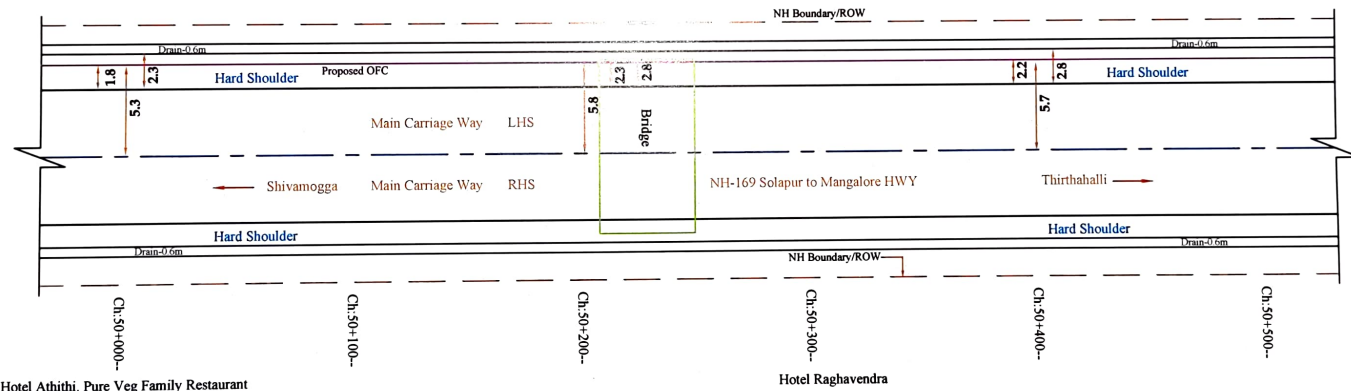 NH Boundary/ROW
Drain-0.6m
Drain-0.6m
Proposed OFC
Hard Shoulder
Hard Shoulder
1.8
2.3
5.3
5.8
2.3
2.8
2.2
2.8
5.7
Bridge
Main Carriage Way LHS
Shivamogga
Main Carriage Way RHS
NH-169 Solapur to Mangalore HWY
Thirthahalli
Hard Shoulder
Hard Shoulder
Drain-0.6m
Drain-0.6m
NH Boundary/ROW
Ch:50+000--
Ch:50+100--
Ch:50+200--
Ch:50+300--
Ch:50+400--
Ch:50+500--
Hotel Athithi, Pure Veg Family Restaurant
Hotel Raghavendra